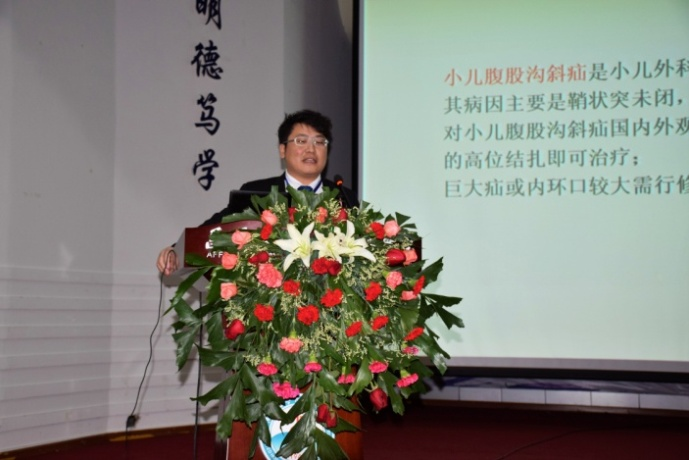 明德笃学
小儿腹股沟斜疝是小儿外科
其病因主要是鞘状突未闭，
对小儿腹股沟斜疝国内外观
的高位结扎即可治疗；
巨大疝或内环口较大需行修
AFF